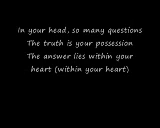 In your head, so many questions
The truth is your possession
The answer lies within your
heart (within your heart)